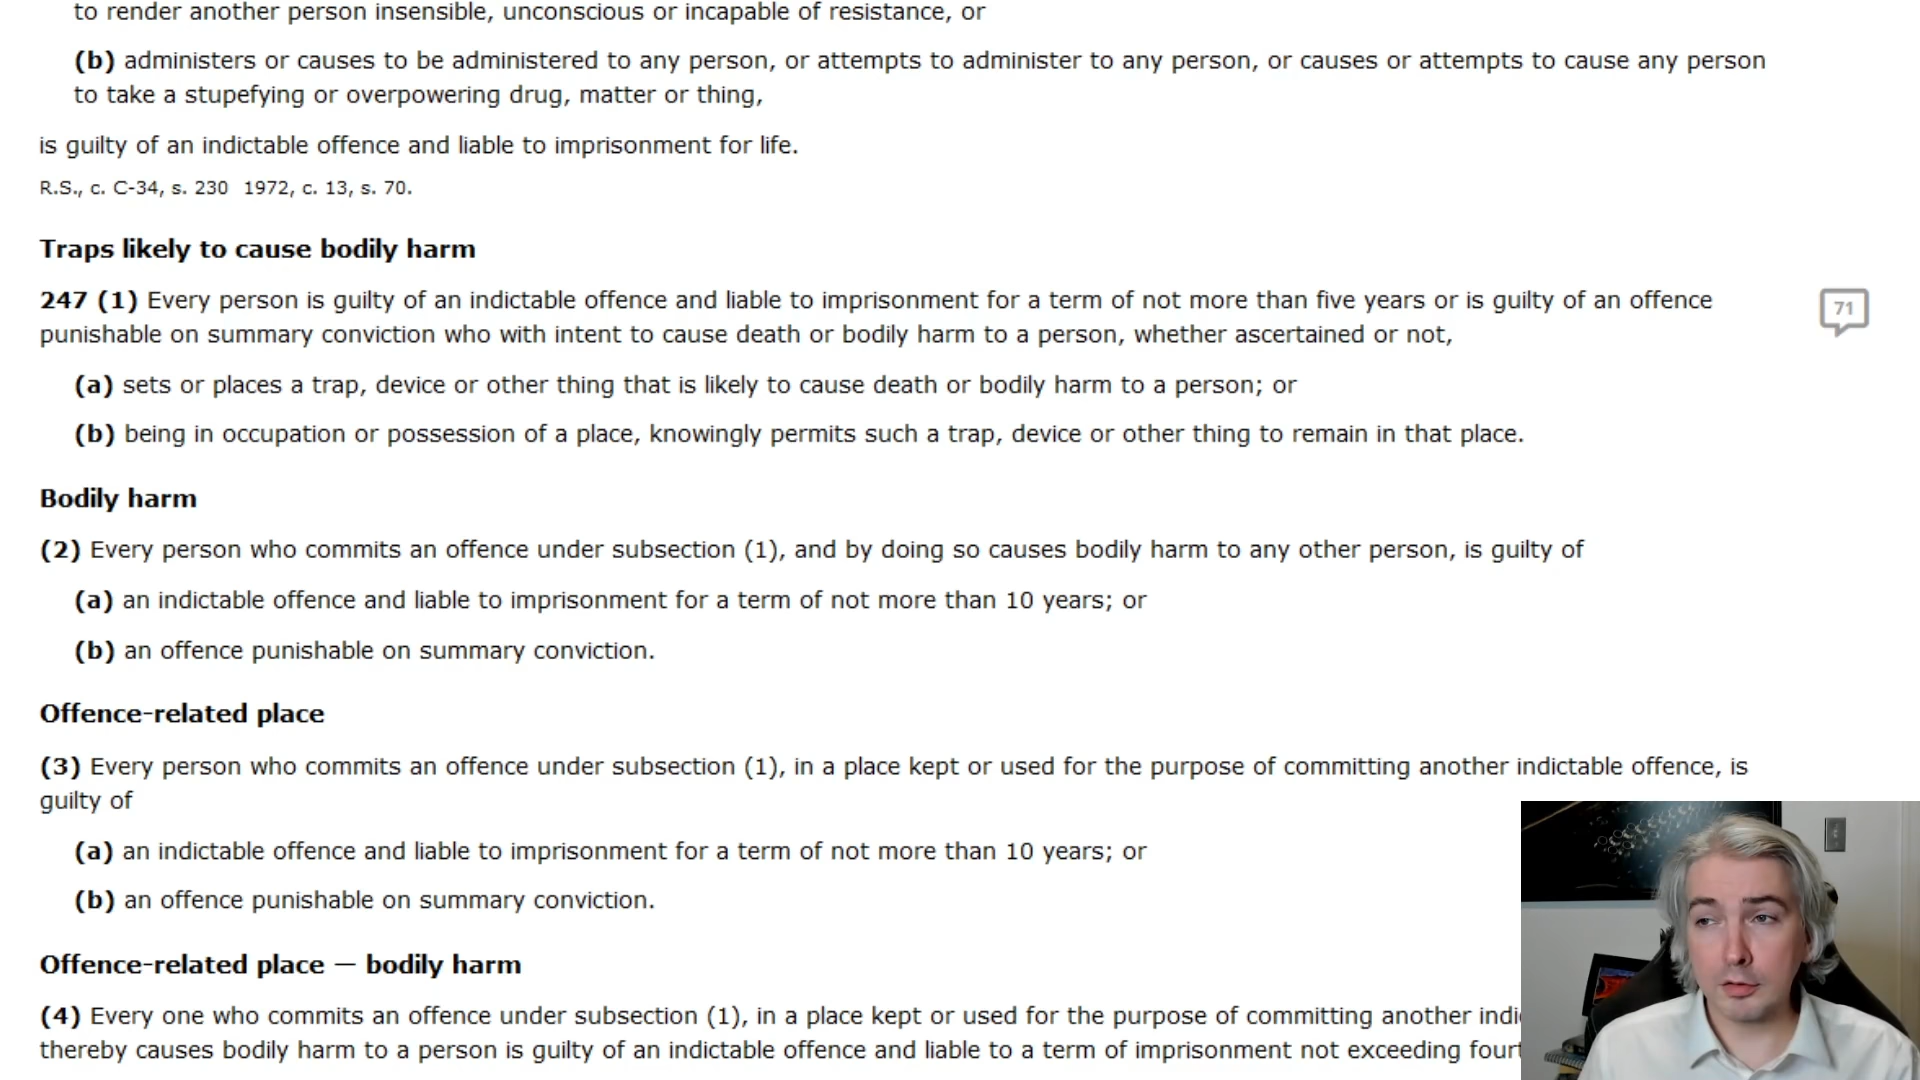 to render another person insensible, unconscious or incapable of resistance, or
(b) administers or causes to be administered to any person, or attempts to administer to any person, or causes or attempts to cause any person
to take a stupefying or overpowering drug, matter or thing,
is guilty of an indictable offence and liable to imprisonment for life.
R.S., c. C-34, s. 230  1972, c. 13, s. 70.
Traps likely to cause bodily harm
247 (1) Every person is guilty of an indictable offence and liable to imprisonment for a term of not more than five years or is guilty of an offence
71
punishable on summary conviction who with intent to cause death or bodily harm to a person, whether ascertained or not,
(a) sets or places a trap, device or other thing that is likely to cause death or bodily harm to a person; or
(b) being in occupation or possession of a place, knowingly permits such a trap, device or other thing to remain in that place.
Bodily harm
(2) Every person who commits an offence under subsection (1), and by doing so causes bodily harm to any other person, is guilty of
(a) an indictable offence and liable to imprisonment for a term of not more than 10 years; or
(b) an offence punishable on summary conviction.
Offence-related place
(3) Every person who commits an offence under subsection (1), in a place kept or used for the purpose of committing another indictable offence, is
guilty of
(a) an indictable offence and liable to imprisonment for a term of not more than 10 years; or
(b) an offence punishable on summary conviction.
Offence-related place — bodily harm
(4) Every one who commits an offence under subsection (1), in a place kept or used for the purpose of committing another
thereby causes bodily harm to a person is guilty of an indictable offence and liable to a term of imprisonment not exceeding